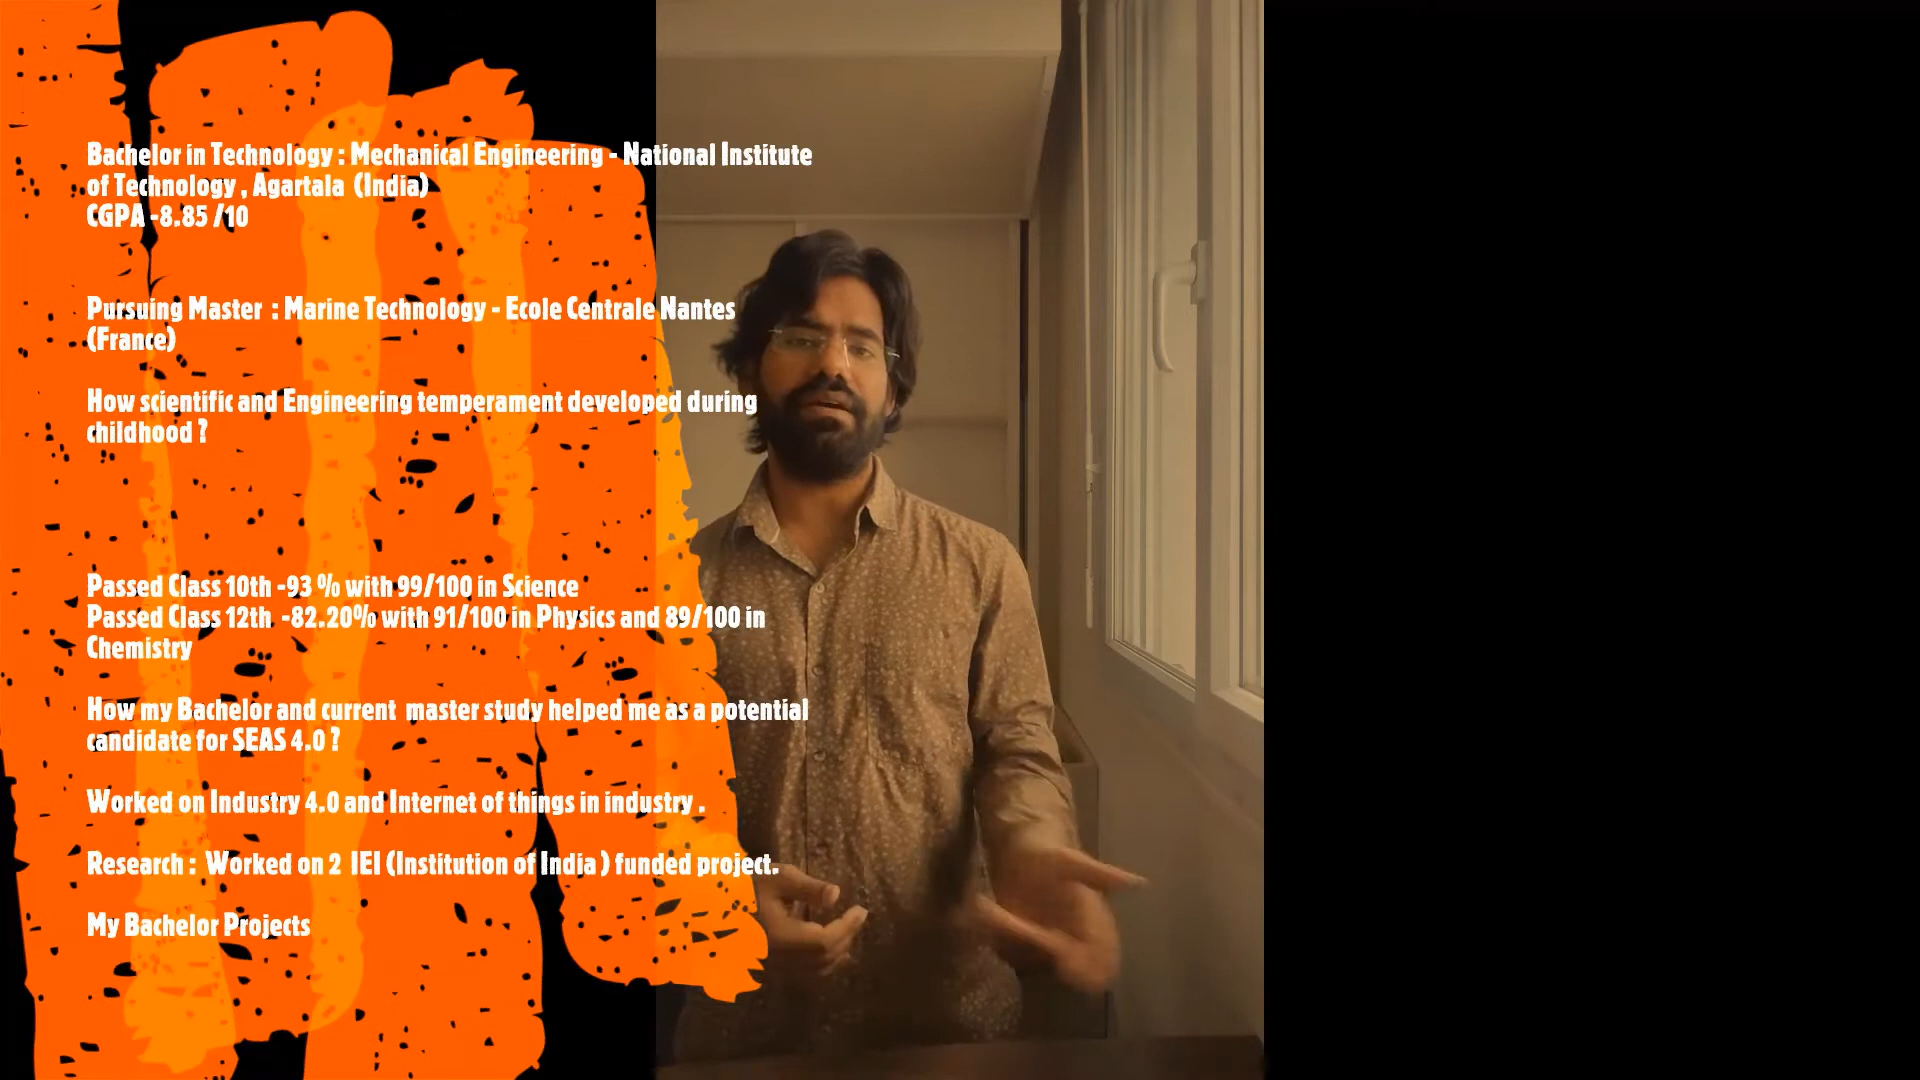 Bachelor in Technology : Mechanical Engineering - National Institute
of Technology , Agartala (India)
CGPA -8.85 /10
Pursuing Master : Marine Technology - Ecole Centrale Nantes
(France)
How scientific and Engineering temperament developed during
childhood ?
Passed Class 10th -93 % with 99/100 in Science
Passed Class 12th -82.20% with 91/100 in Physics and 89/100 in
Chemistry
How my Bachelor and current master study helped me as a potential
candidate for SEAS 4.0 ?
Worked on Industry 4.0 and Internet of things in industry .
Research : Worked on 2 IEI (Institution of India ) funded project.
My Bachelor Projects